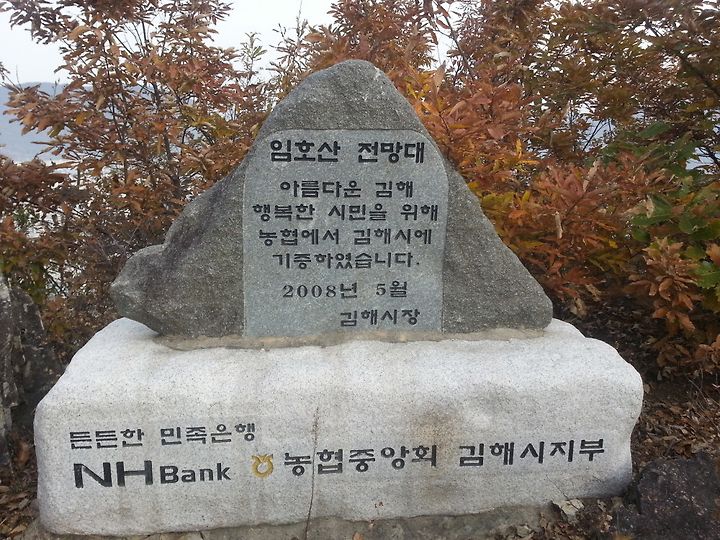 임호산 전망대
아름다운 김해
행복한 시민을 위해
농협에서 김해시에
기증하였습니다.
2008년 5월
김해시장
든든한 민족은행
NH Bank 농협중앙회 김해시지부